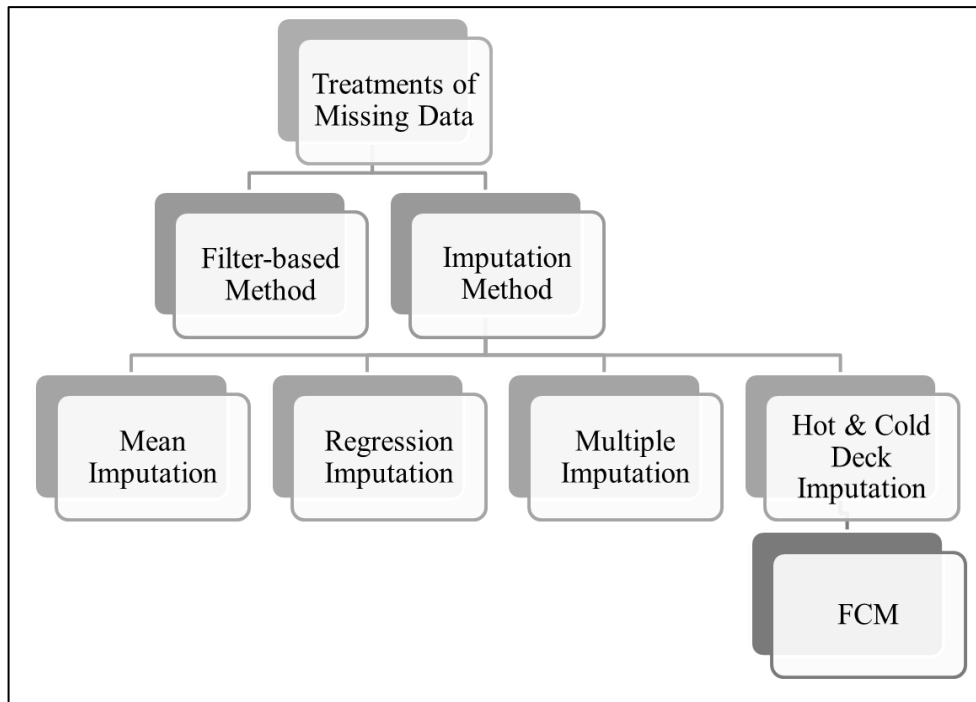 Treatments of
Missing Data
Filter-based
Method
Imputation
Method
Mean
Imputation
Regression
Imputation
Multiple
Imputation
Hot & Cold
Deck
Imputation
FCM